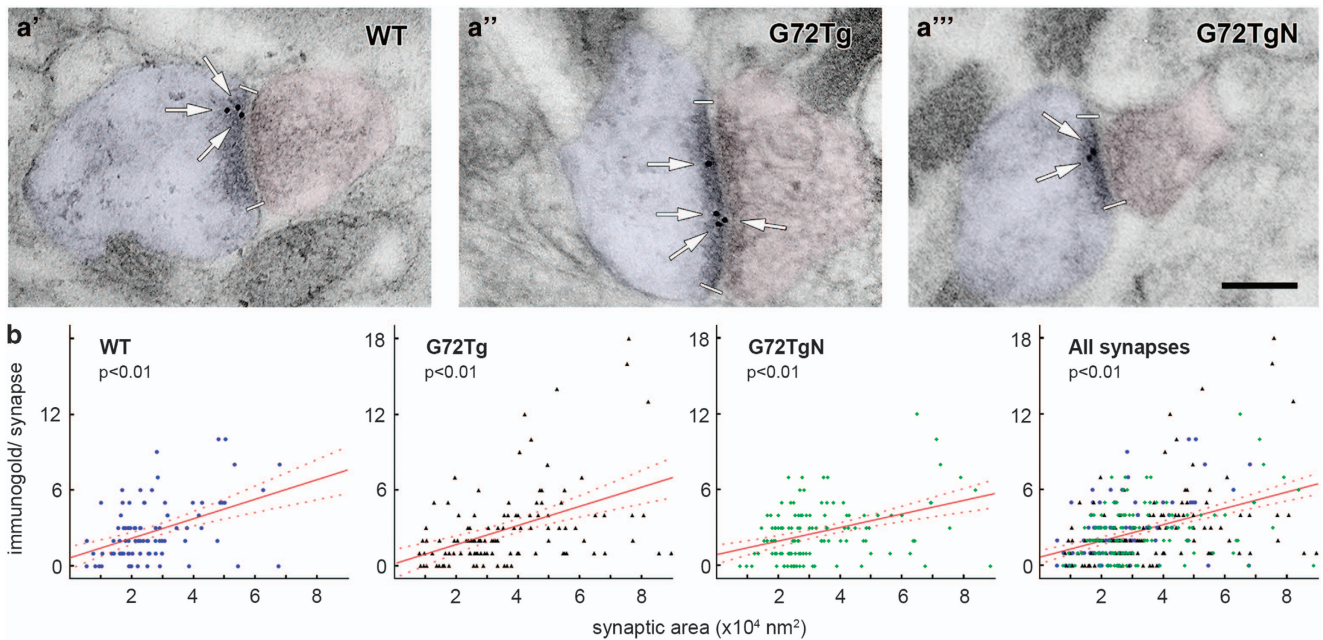 a’ WT
a’’ G72Tg
a’’’ G72TgN
b
immunogold/ synapse
WT
p<0.01
G72Tg
p<0.01
G72TgN
p<0.01
All synapses
p<0.01
18
12
6
0
18
12
6
0
18
12
6
0
18
12
6
0
2 4 6 8
2 4 6 8
2 4 6 8
2 4 6 8
synaptic area (x10⁴ nm²)